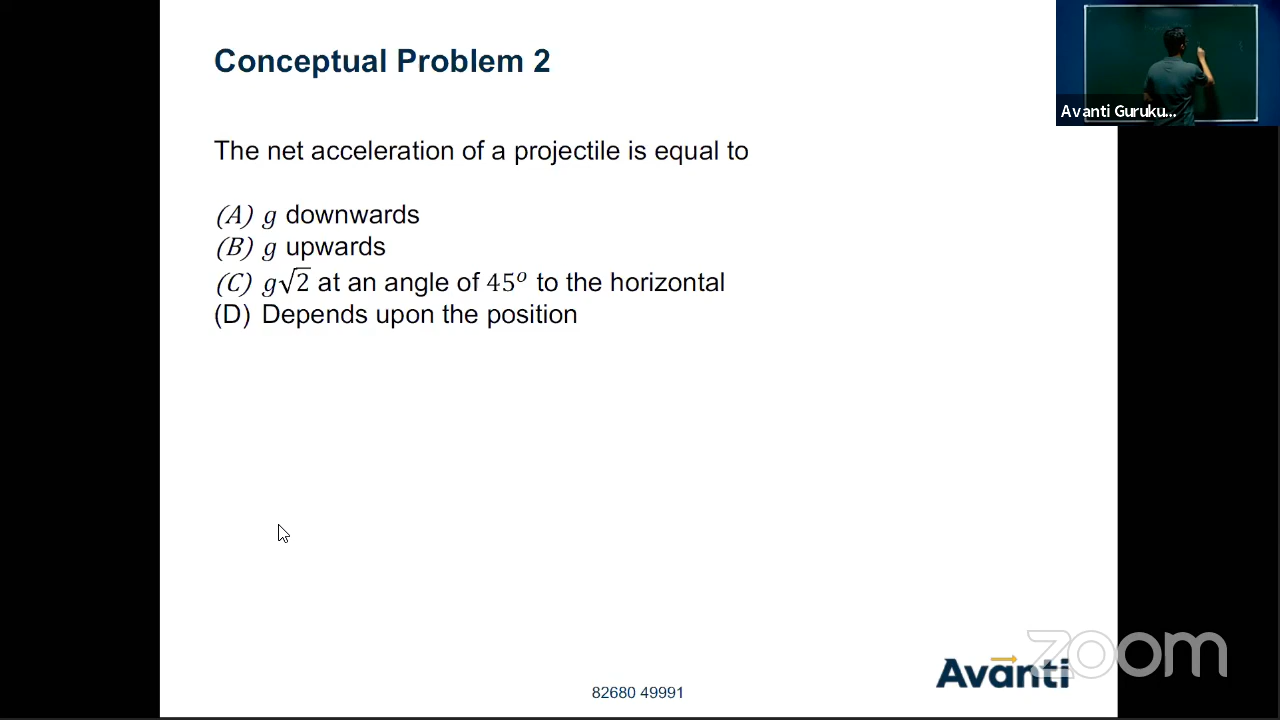 Conceptual Problem 2
Avanti Guruku...
The net acceleration of a projectile is equal to
(A) g downwards
(B) g upwards
(C) g√2 at an angle of 45° to the horizontal
(D) Depends upon the position
82680 49991
Avanti
zoom